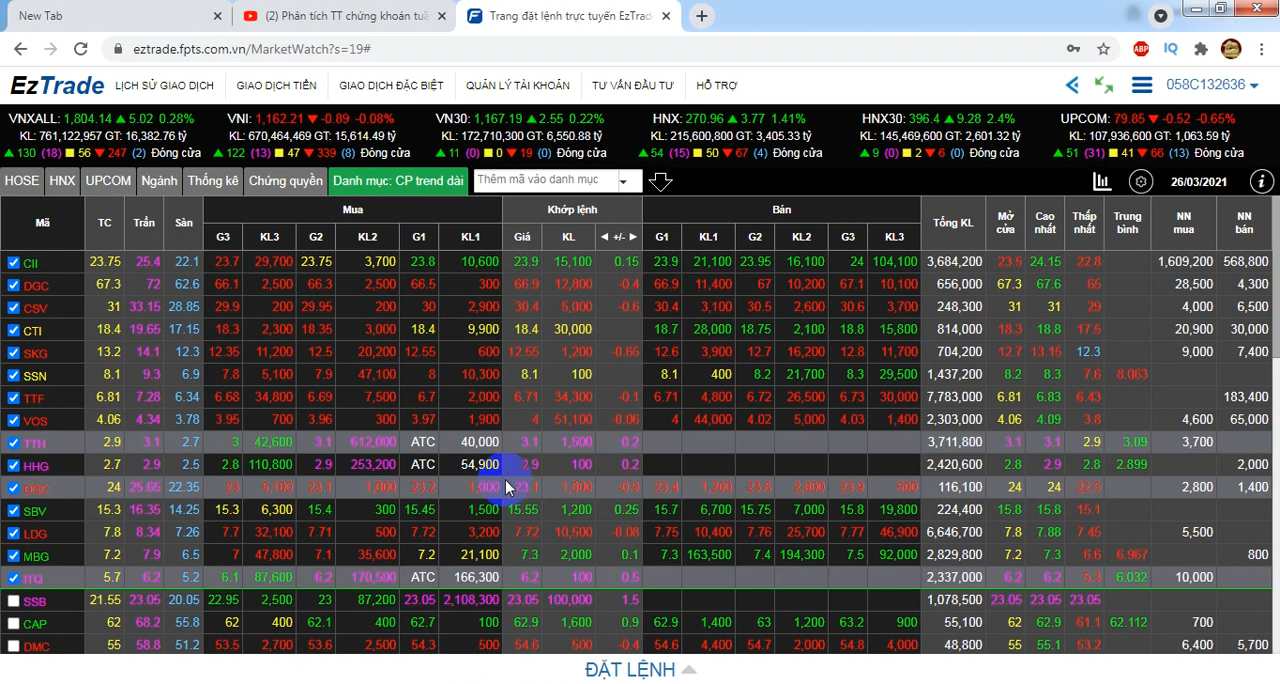 New Tab
(2) Phân tích TT chứng khoán tuầ
Trang đặt lệnh trực tuyến EzTrade
eztrade.fpts.com.vn/MarketWatch?s=19#
ABP IQ
EzTrade LỊCH SỬ GIAO DỊCH GIAO DỊCH TIỀN GIAO DỊCH ĐẶC BIỆT QUẢN LÝ TÀI KHOẢN TƯ VẤN ĐẦU TƯ HỖ TRỢ 058C132636
VNXALL: 1,804.14 ▲ 5.02 0.28% VNI: 1,162.21 ▼ -0.89 -0.08% VN30: 1,167.19 ▲ 2.55 0.22% HNX: 270.96 ▲ 3.77 1.41% HNX30: 396.4 ▲ 9.28 2.4% UPCOM: 79.85 ▼ -0.52 -0.65%
KL: 761,122,957 GT: 16,382.76 tỷ KL: 670,464,469 GT: 15,614.49 tỷ KL: 172,710,300 GT: 6,550.88 tỷ KL: 215,600,800 GT: 3,405.33 tỷ KL: 145,469,600 GT: 2,601.32 tỷ KL: 107,936,600 GT: 1,063.59 tỷ
▲ 130 (18) ■ 56 ▼ 247 (2) Đóng cửa ▲ 122 (13) ■ 47 ▼ 339 (8) Đóng cửa ▲ 11 (0) ■ 0 ▼ 19 (0) Đóng cửa ▲ 54 (15) ■ 50 ▼ 67 (4) Đóng cửa ▲ 9 (0) ■ 2 ▼ 6 (0) Đóng cửa ▲ 51 (31) ■ 41 ▼ 66 (13) Đóng cửa
HOSE HNX UPCOM Ngành Thống kê Chứng quyền Danh mục: CP trend dài Thêm mã vào danh mục 26/03/2021
Mã TC Trần Sàn Mua Khớp lệnh Bán Tổng KL Mở cửa Cao nhất Thấp nhất Trung bình NN mua NN bán
G3 KL3 G2 KL2 G1 KL1 Giá KL ◄ +/- ► G1 KL1 G2 KL2 G3 KL3
CII 23.75 25.4 22.1 23.7 29,700 23.75 3,700 23.8 10,600 23.9 15,100 0.15 23.9 21,100 23.95 16,100 24 104,100 3,684,200 23.5 24.15 22.8 1,609,200 568,800
DGC 67.3 72 62.6 66.1 2,500 66.3 2,500 66.5 300 66.9 12,800 -0.4 66.9 11,400 67 10,200 67.1 10,100 656,000 67.3 67.6 65 28,500 4,300
CSV 31 33.15 28.85 29.9 200 29.95 200 30 2,900 30.4 5,000 -0.6 30.4 3,100 30.5 2,600 30.6 3,700 248,300 31 31 29 4,000 6,500
CTI 18.4 19.65 17.15 18.3 2,300 18.35 3,000 18.4 9,900 18.4 30,000 18.7 28,000 18.75 2,100 18.8 15,800 814,000 18.3 18.8 17.5 20,900 30,000
SKG 13.2 14.1 12.3 12.35 11,200 12.5 20,200 12.55 600 12.55 1,200 -0.65 12.6 3,900 12.7 16,200 12.8 11,700 704,200 12.7 13.15 12.3 9,000 7,400
SSN 8.1 9.3 6.9 7.8 5,100 7.9 47,100 8 10,300 8.1 100 8.1 400 8.2 21,700 8.3 29,500 1,437,200 8.2 8.3 7.6 8.063
TTF 6.81 7.28 6.34 6.68 34,800 6.69 7,500 6.7 2,000 6.71 34,300 -0.1 6.71 4,800 6.72 26,500 6.73 30,000 7,783,000 6.81 6.83 6.43 183,400
VOS 4.06 4.34 3.78 3.95 700 3.96 300 3.97 1,900 4 51,100 -0.06 4 44,000 4.02 5,000 4.03 1,400 2,303,000 4.06 4.09 3.8 4,600 65,000
TTH 2.9 3.1 2.7 3 42,600 3.1 612,000 ATC 40,000 3.1 1,500 0.2 3,711,800 3.1 3.1 2.9 3.09 3,700
HHG 2.7 2.9 2.5 2.8 110,800 2.9 253,200 ATC 54,900 2.9 100 0.2 2,420,600 2.8 2.9 2.8 2.899 2,000
24 25.65 22.35 23 5,100 23.1 1,000 23.2 1,000 23.1 1,800 -0.9 23.4 1,200 23.8 2,000 23.9 500 116,100 24 24 22.5 2,800 1,400
SBV 15.3 16.35 14.25 15.3 6,300 15.4 300 15.45 1,500 15.55 1,200 0.25 15.7 6,700 15.75 7,000 15.8 19,800 224,400 15.8 15.8 15.1
LDG 7.8 8.34 7.26 7.7 32,100 7.71 500 7.72 3,200 7.72 10,500 -0.08 7.75 10,400 7.76 25,700 7.77 46,900 6,646,700 7.8 7.88 7.45 5,500
MBG 7.2 7.9 6.5 7 47,800 7.1 35,600 7.2 21,100 7.3 2,000 0.1 7.3 163,500 7.4 194,300 7.5 92,000 2,829,800 7.2 7.3 6.6 6.967 800
ITQ 5.7 6.2 5.2 6.1 87,600 6.2 170,500 ATC 166,300 6.2 100 0.5 2,337,000 6.2 6.2 5.3 6.032 10,000
SSB 21.55 23.05 20.05 22.95 2,500 23 87,200 23.05 2,108,300 23.05 100,000 1.5 1,078,500 23.05 23.05 23.05
CAP 62 68.2 55.8 62 400 62.1 400 62.7 100 62.9 1,600 0.9 62.9 1,400 63 1,200 63.2 900 55,100 62 62.9 61.1 62.112 700
DMC 55 58.8 51.2 53.5 2,700 53.6 2,500 54.3 500 54.6 500 -0.4 54.6 4,400 54.7 2,000 54.8 4,000 48,800 55 55.1 53.2 6,400 5,700
ĐẶT LỆNH